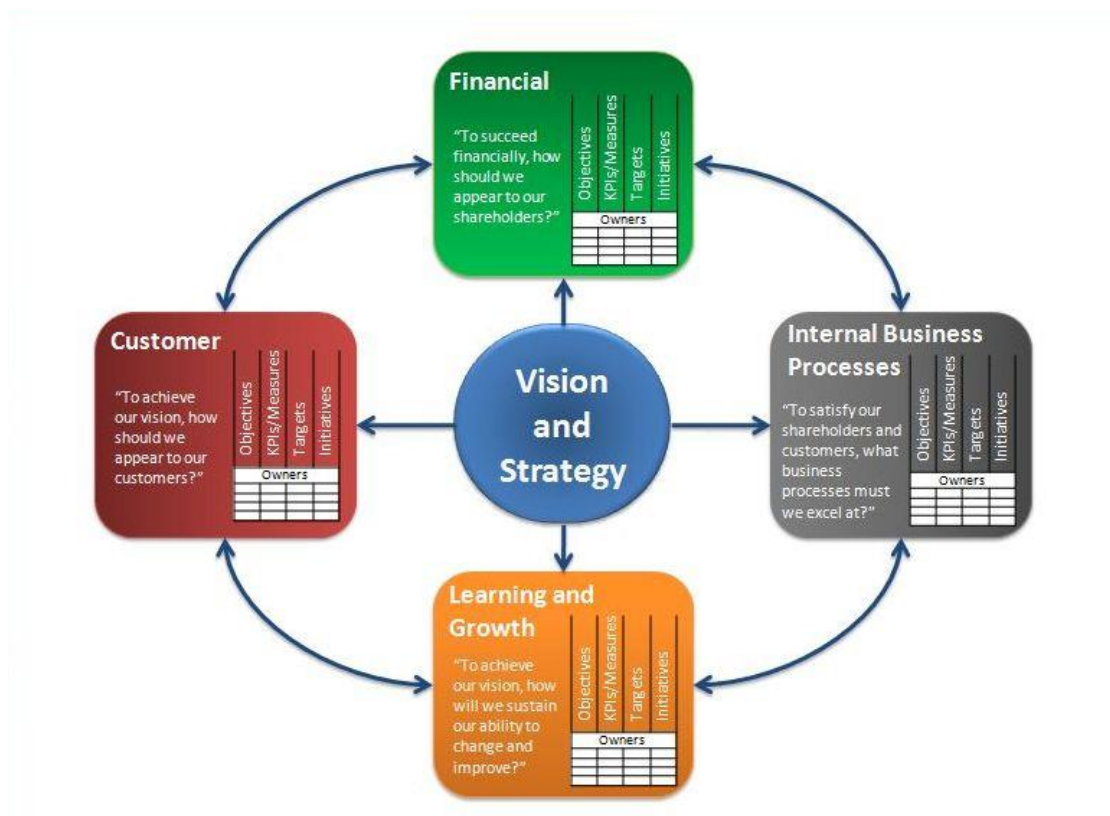 Financial
“To succeed
financially, how
should we
appear to our
shareholders?”
Objectives
KPIs/Measures
Targets
Initiatives
Owners
Customer
“To achieve
our vision, how
should we
appear to our
customers?”
Objectives
KPIs/Measures
Targets
Initiatives
Owners
Vision
and
Strategy
Internal Business
Processes
“To satisfy our
shareholders and
customers, what
business
processes must
we excel at?”
Objectives
KPIs/Measures
Targets
Initiatives
Owners
Learning and
Growth
“To achieve
our vision, how
will we sustain
our ability to
change and
improve?”
Objectives
KPIs/Measures
Targets
Initiatives
Owners